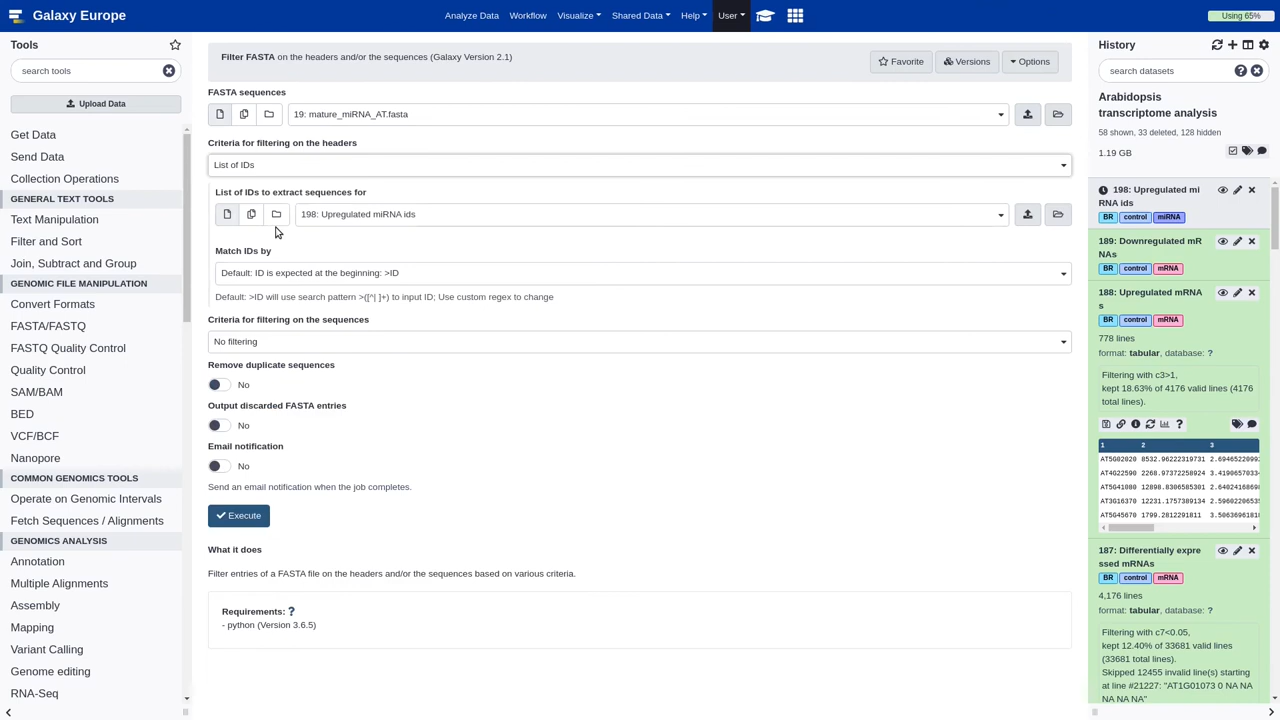 Galaxy Europe
Analyze Data
Workflow
Visualize
Shared Data
Help
User
Using 65%
Tools
search tools
Upload Data
Get Data
Send Data
Collection Operations
GENERAL TEXT TOOLS
Text Manipulation
Filter and Sort
Join, Subtract and Group
GENOMIC FILE MANIPULATION
Convert Formats
FASTA/FASTQ
FASTQ Quality Control
Quality Control
SAM/BAM
BED
VCF/BCF
Nanopore
COMMON GENOMICS TOOLS
Operate on Genomic Intervals
Fetch Sequences / Alignments
GENOMICS ANALYSIS
Annotation
Multiple Alignments
Assembly
Mapping
Variant Calling
Genome editing
RNA-Seq
Filter FASTA on the headers and/or the sequences (Galaxy Version 2.1)
Favorite
Versions
Options
FASTA sequences
19: mature_miRNA_AT.fasta
Criteria for filtering on the headers
List of IDs
List of IDs to extract sequences for
198: Upregulated miRNA ids
Match IDs by
Default: ID is expected at the beginning: >ID
Default: >ID will use search pattern >([^| ]+) to input ID; Use custom regex to change
Criteria for filtering on the sequences
No filtering
Remove duplicate sequences
No
Output discarded FASTA entries
No
Email notification
No
Send an email notification when the job completes.
Execute
What it does
Filter entries of a FASTA file on the headers and/or the sequences based on various criteria.
Requirements: ?
- python (Version 3.6.5)
History
search datasets
Arabidopsis
transcriptome analysis
58 shown, 33 deleted, 128 hidden
1.19 GB
198: Upregulated mi
RNA ids
BR control miRNA
189: Downregulated mR
NAs
BR control mRNA
188: Upregulated mRNA
s
BR control mRNA
778 lines
format: tabular, database: ?
Filtering with c3>1,
kept 18.63% of 4176 valid lines (4176
total lines).
1 2 3
AT5G02020 8532.96222319731
AT4G22590 2268.97372258924
AT5G41080 12898.8306585301
AT3G16370 12231.1757389134
AT5G45670 1799.2812291811
187: Differentially expre
ssed mRNAs
BR control mRNA
4,176 lines
format: tabular, database: ?
Filtering with c7<0.05,
kept 12.40% of 33681 valid lines
(33681 total lines).
Skipped 12455 invalid line(s) starting
at line #21227: "AT1G01073 0 NA NA
NA NA NA"